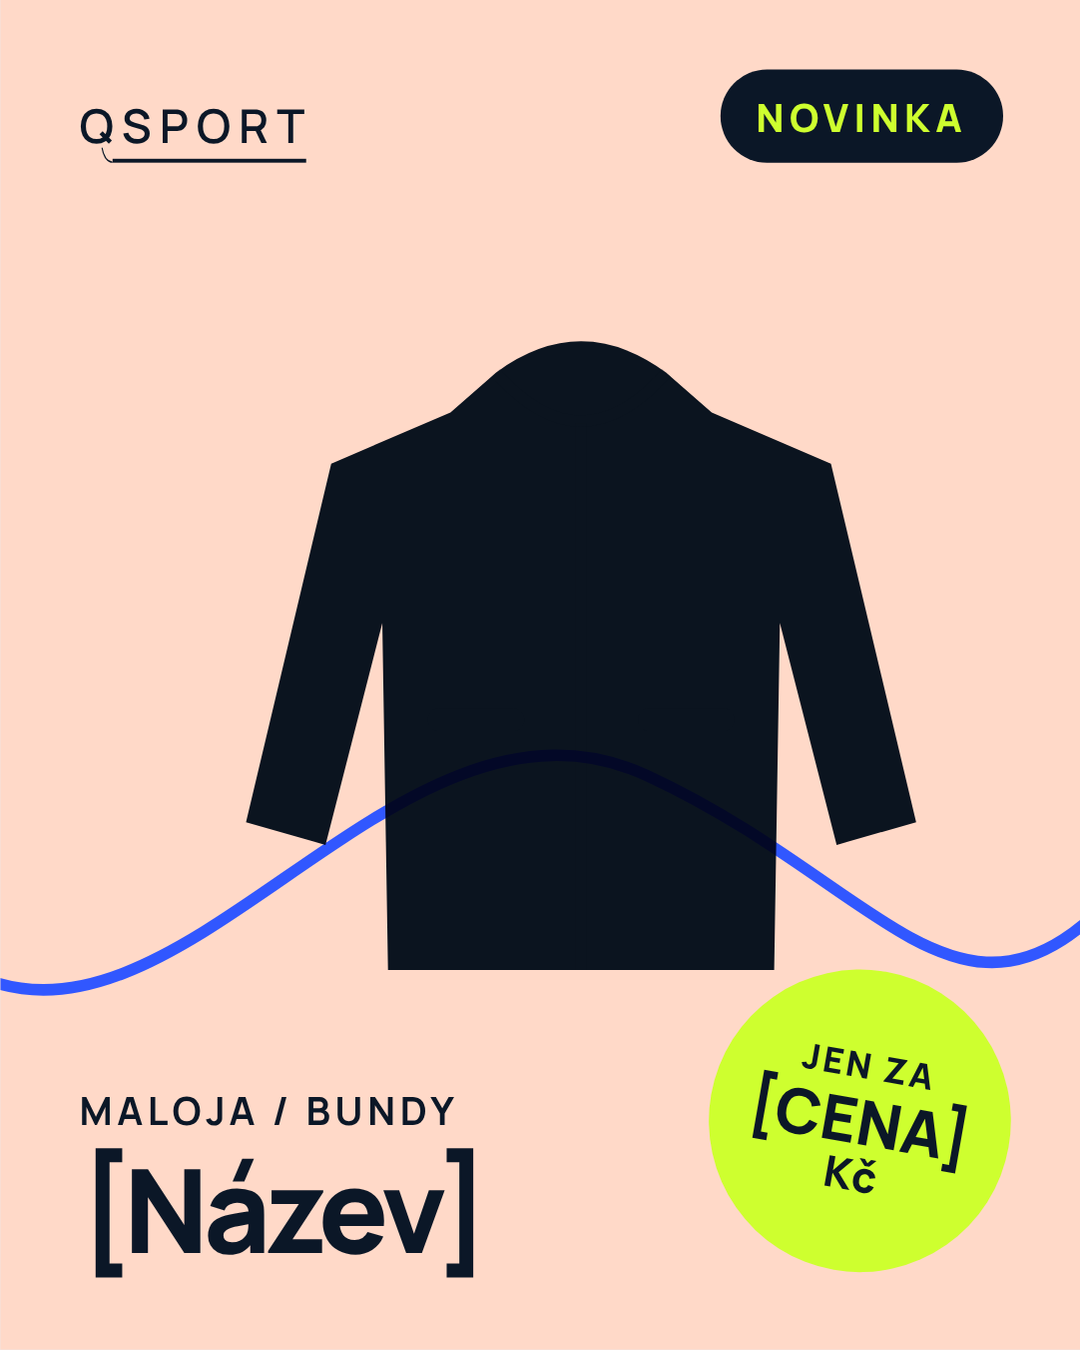 QSPORT
NOVINKA
MALOJA / BUNDY
[Název]
JEN ZA
[CENA]
Kč